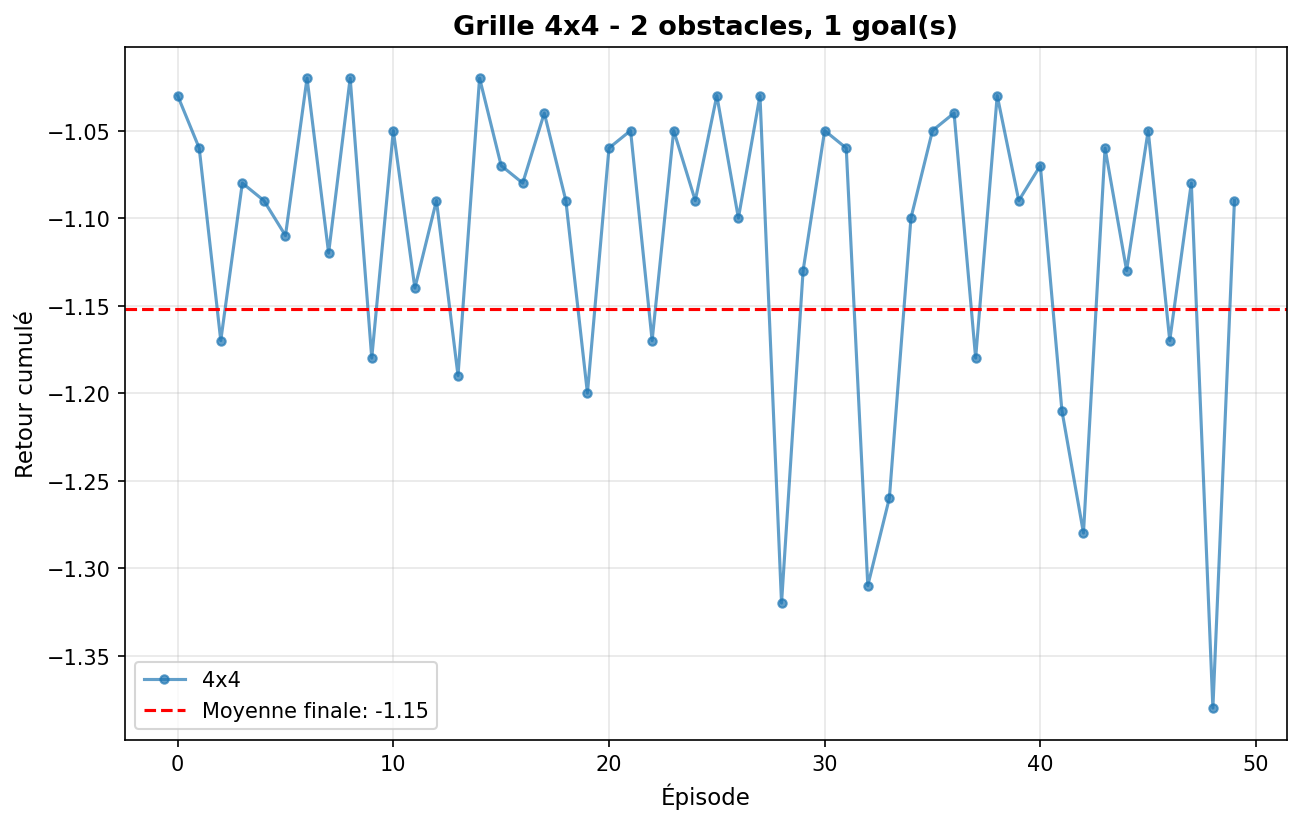 Grille 4x4 - 2 obstacles, 1 goal(s)
−1.05
−1.10
−1.15
−1.20
−1.25
−1.30
−1.35
Retour cumulé
4x4
Moyenne finale: -1.15
0 10 20 30 40 50
Épisode